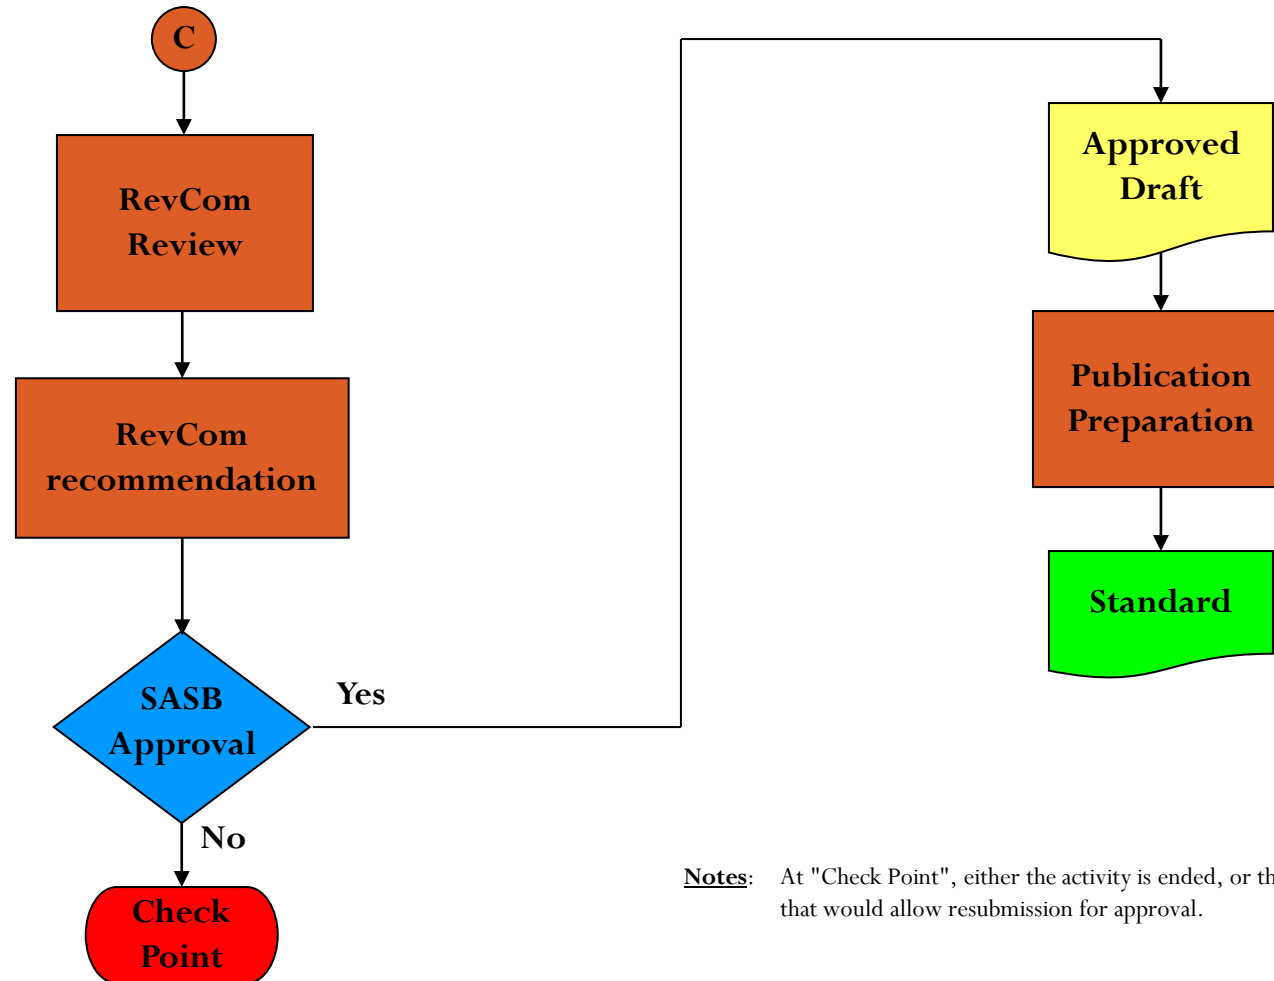 C
RevCom
Review
RevCom
recommendation
SASB
Approval
Yes
No
Check
Point
Approved
Draft
Publication
Preparation
Standard
Notes: At "Check Point", either the activity is ended, or th
that would allow resubmission for approval.